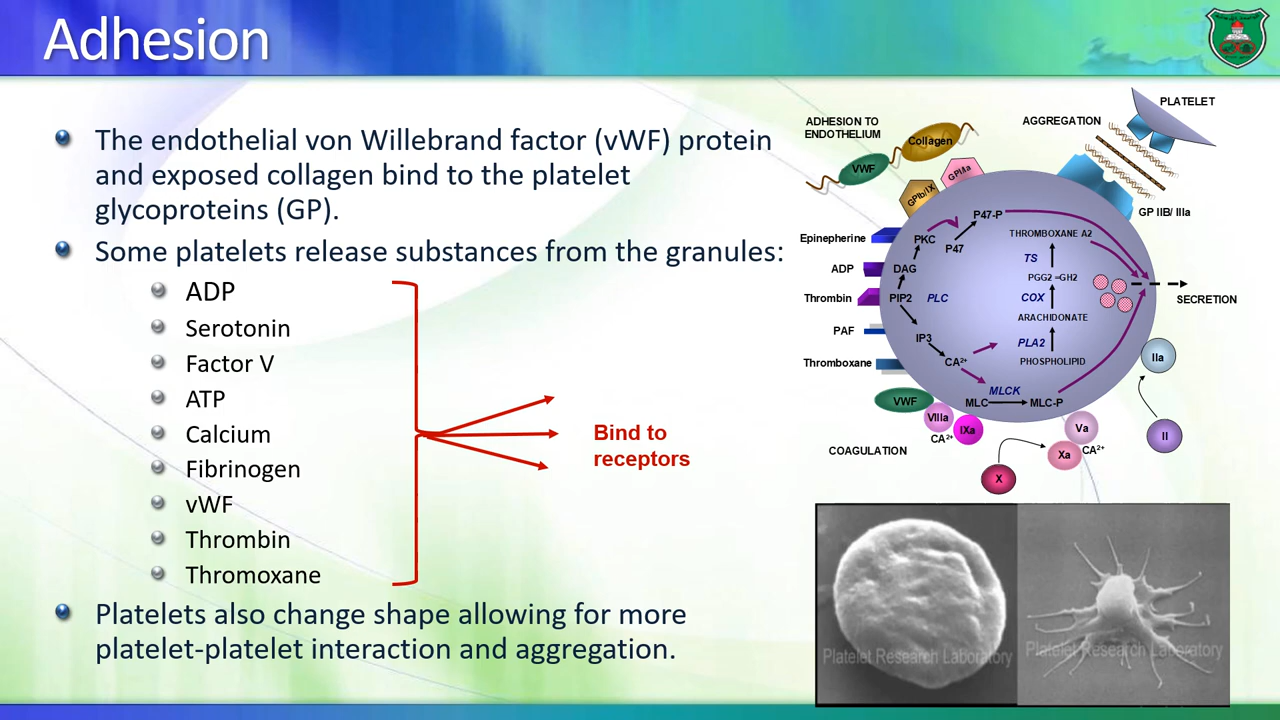 Adhesion
The endothelial von Willebrand factor (vWF) protein
and exposed collagen bind to the platelet
glycoproteins (GP).
Some platelets release substances from the granules:
ADP
Serotonin
Factor V
ATP
Calcium
Fibrinogen
vWF
Thrombin
Thromoxane
Bind to
receptors
Platelets also change shape allowing for more
platelet-platelet interaction and aggregation.
ADHESION TO
ENDOTHELIUM
Collagen
VWF
AGGREGATION
PLATELET
GPIb/IX
GPI/IIa
GP IIB/ IIIa
Epinepherine
ADP
Thrombin
PAF
Thromboxane
PKC
P47-P
P47
DAG
PIP2
PLC
IP3
CA²⁺
THROMBOXANE A2
TS
PGG2 =GH2
COX
ARACHIDONATE
PLA2
PHOSPHOLIPID
MLCK
MLC
MLC-P
SECRETION
VWF
VIIIa
CA²⁺
IXa
COAGULATION
X
Xa
Va
CA²⁺
IIa
II
Platelet Research Laboratory
Platelet Research Laboratory